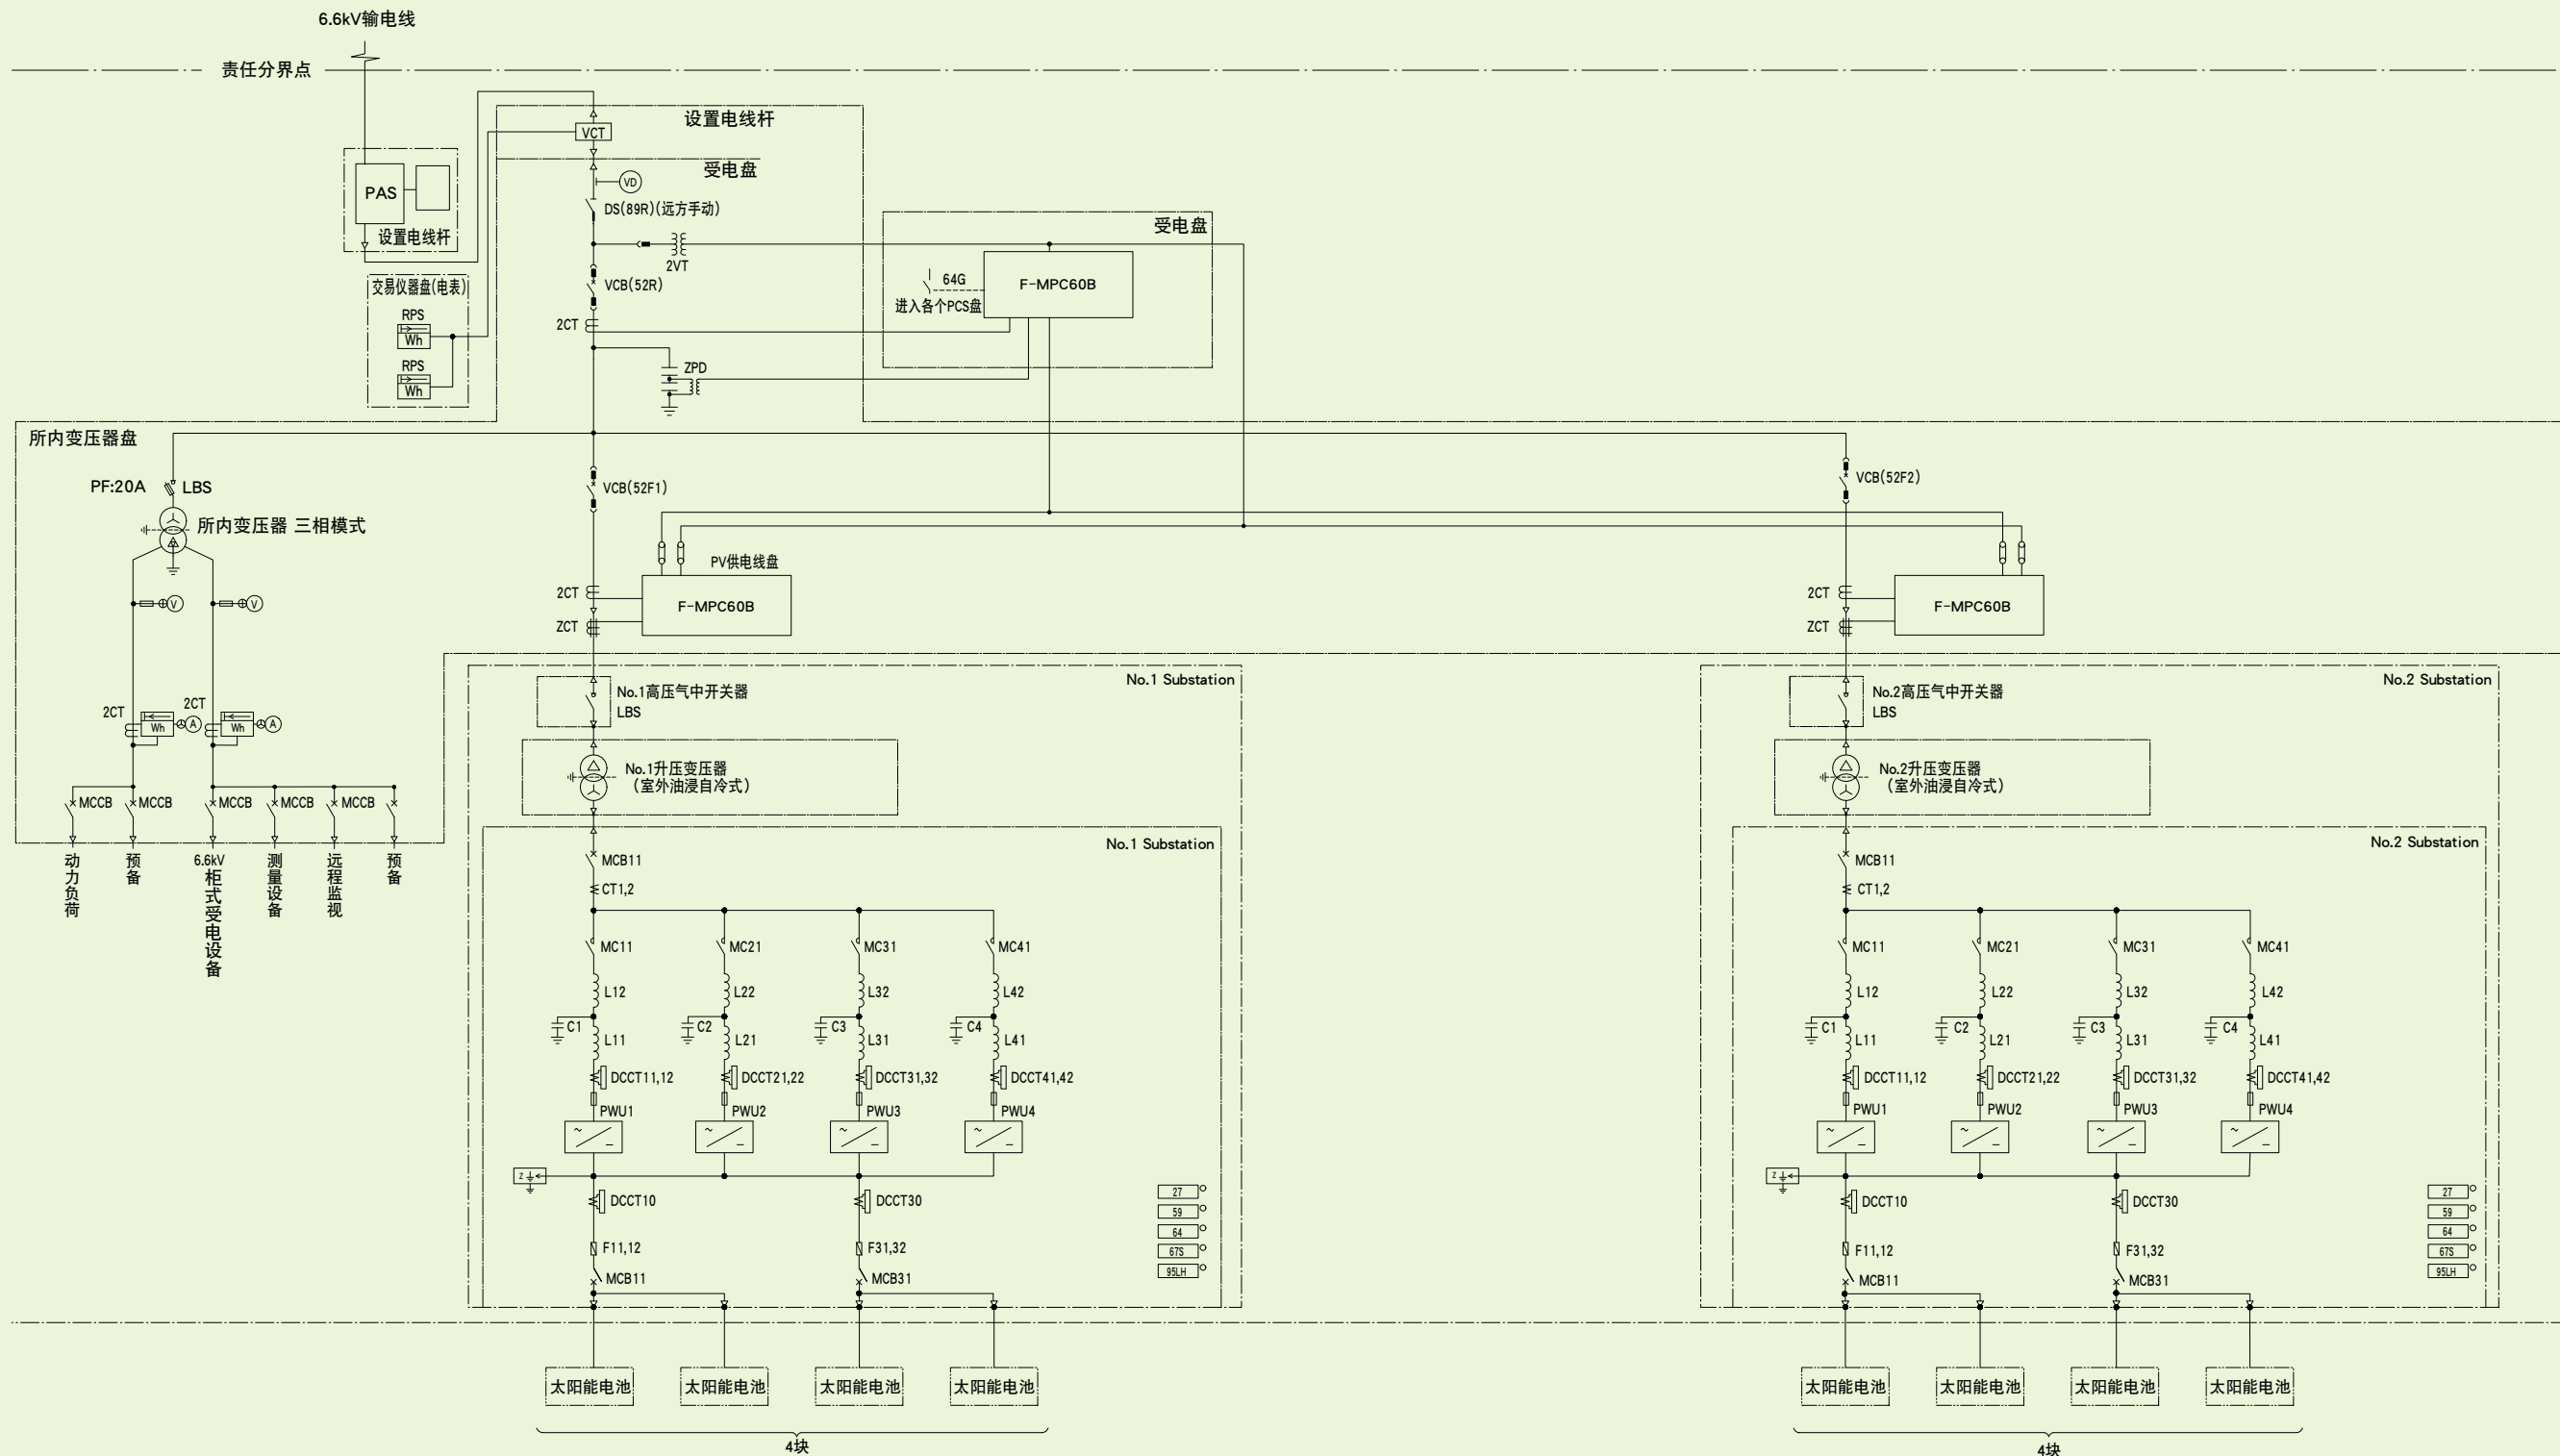 6.6kV输电线
责任分界点
设置电线杆
VCT
受电盘
VD
PAS
DS(89R)(远方手动)
设置电线杆
受电盘
2VT
64G
F-MPC60B
进入各个PCS盘
VCB(52R)
交易仪器盘(电表)
RPS
Wh
RPS
Wh
2CT
ZPD
所内变压器盘
PF:20A
LBS
所内变压器 三相模式
VCB(52F1)
VCB(52F2)
PV供电线盘
V
V
2CT
ZCT
F-MPC60B
2CT
ZCT
F-MPC60B
2CT
Wh
A
2CT
Wh
A
MCCB
MCCB
MCCB
MCCB
MCCB
动力负荷
预备
6.6kV柜式受电设备
测量设备
远程监视
预备
No.1 Substation
No.1高压气中开关器
LBS
No.1升压变压器
(室外油浸自冷式)
No.1 Substation
MCB11
CT1,2
MC11
MC21
MC31
MC41
L12
L22
L32
L42
C1
C2
C3
C4
L11
L21
L31
L41
DCCT11,12
DCCT21,22
DCCT31,32
DCCT41,42
PWU1
PWU2
PWU3
PWU4
Z
DCCT10
DCCT30
F11,12
F31,32
MCB11
MCB31
27
59
64
67S
95LH
太阳能电池
太阳能电池
太阳能电池
太阳能电池
4块
No.2 Substation
No.2高压气中开关器
LBS
No.2升压变压器
(室外油浸自冷式)
No.2 Substation
MCB11
CT1,2
MC11
MC21
MC31
MC41
L12
L22
L32
L42
C1
C2
C3
C4
L11
L21
L31
L41
DCCT11,12
DCCT21,22
DCCT31,32
DCCT41,42
PWU1
PWU2
PWU3
PWU4
Z
DCCT10
DCCT30
F11,12
F31,32
MCB11
MCB31
27
59
64
67S
95LH
太阳能电池
太阳能电池
太阳能电池
太阳能电池
4块